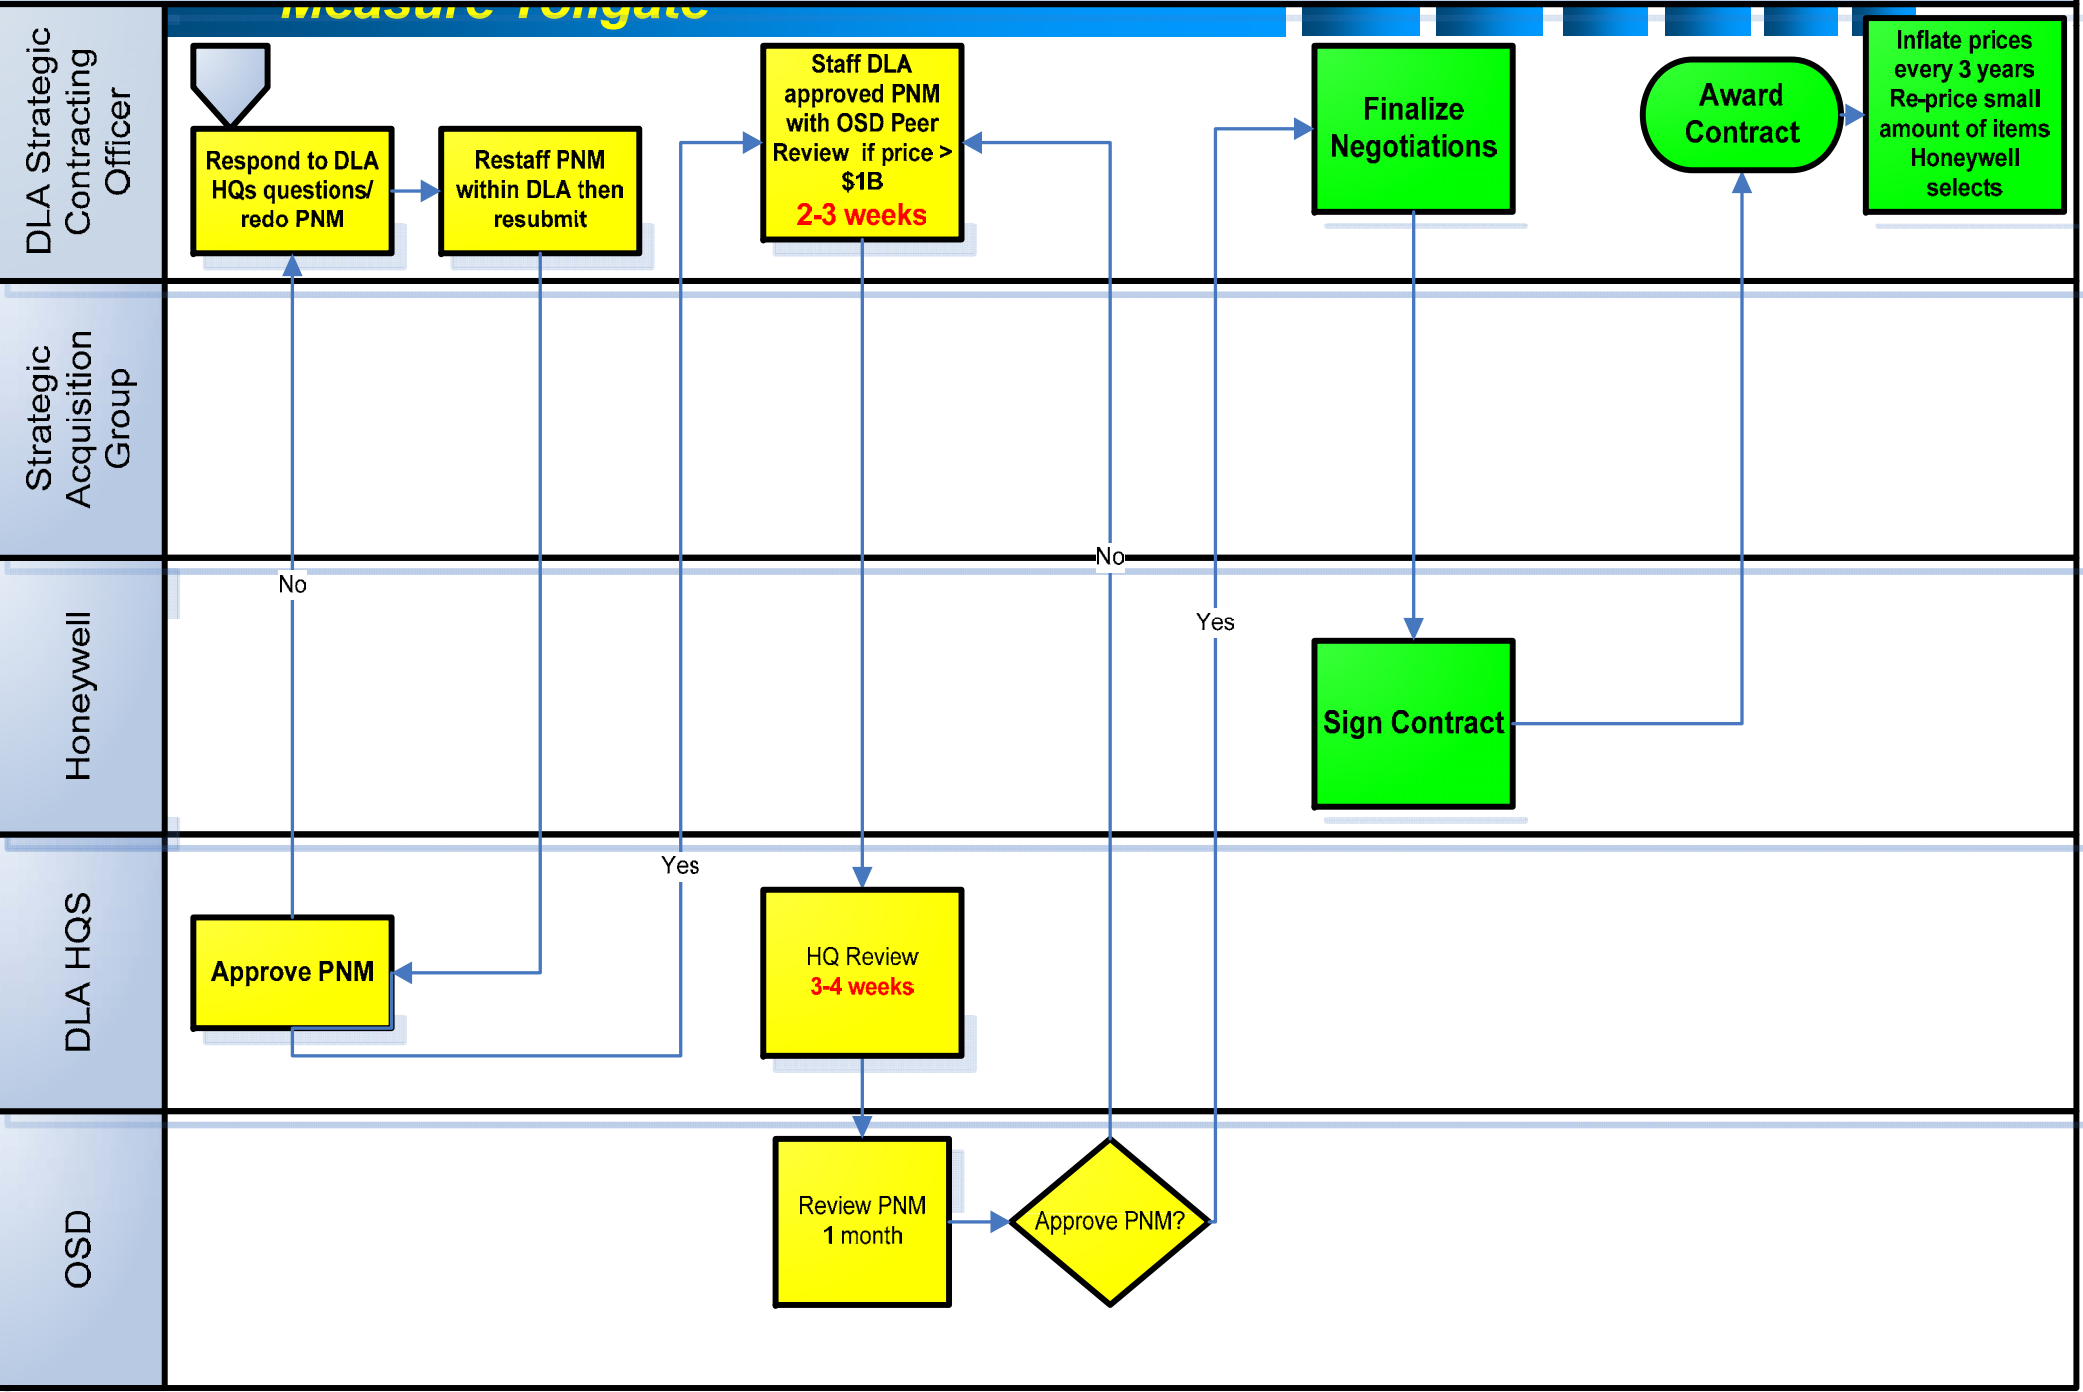 Measure Tollgate
DLA Strategic
Contracting
Officer
Respond to DLA
HQs questions/
redo PNM
Restaff PNM
within DLA then
resubmit
Staff DLA
approved PNM
with OSD Peer
Review if price >
$1B
2-3 weeks
Finalize
Negotiations
Award
Contract
Inflate prices
every 3 years
Re-price small
amount of items
Honeywell
selects
Strategic
Acquisition
Group
No
Honeywell
No
Yes
Sign Contract
DLA HQS
Yes
Approve PNM
HQ Review
3-4 weeks
OSD
Review PNM
1 month
Approve PNM?